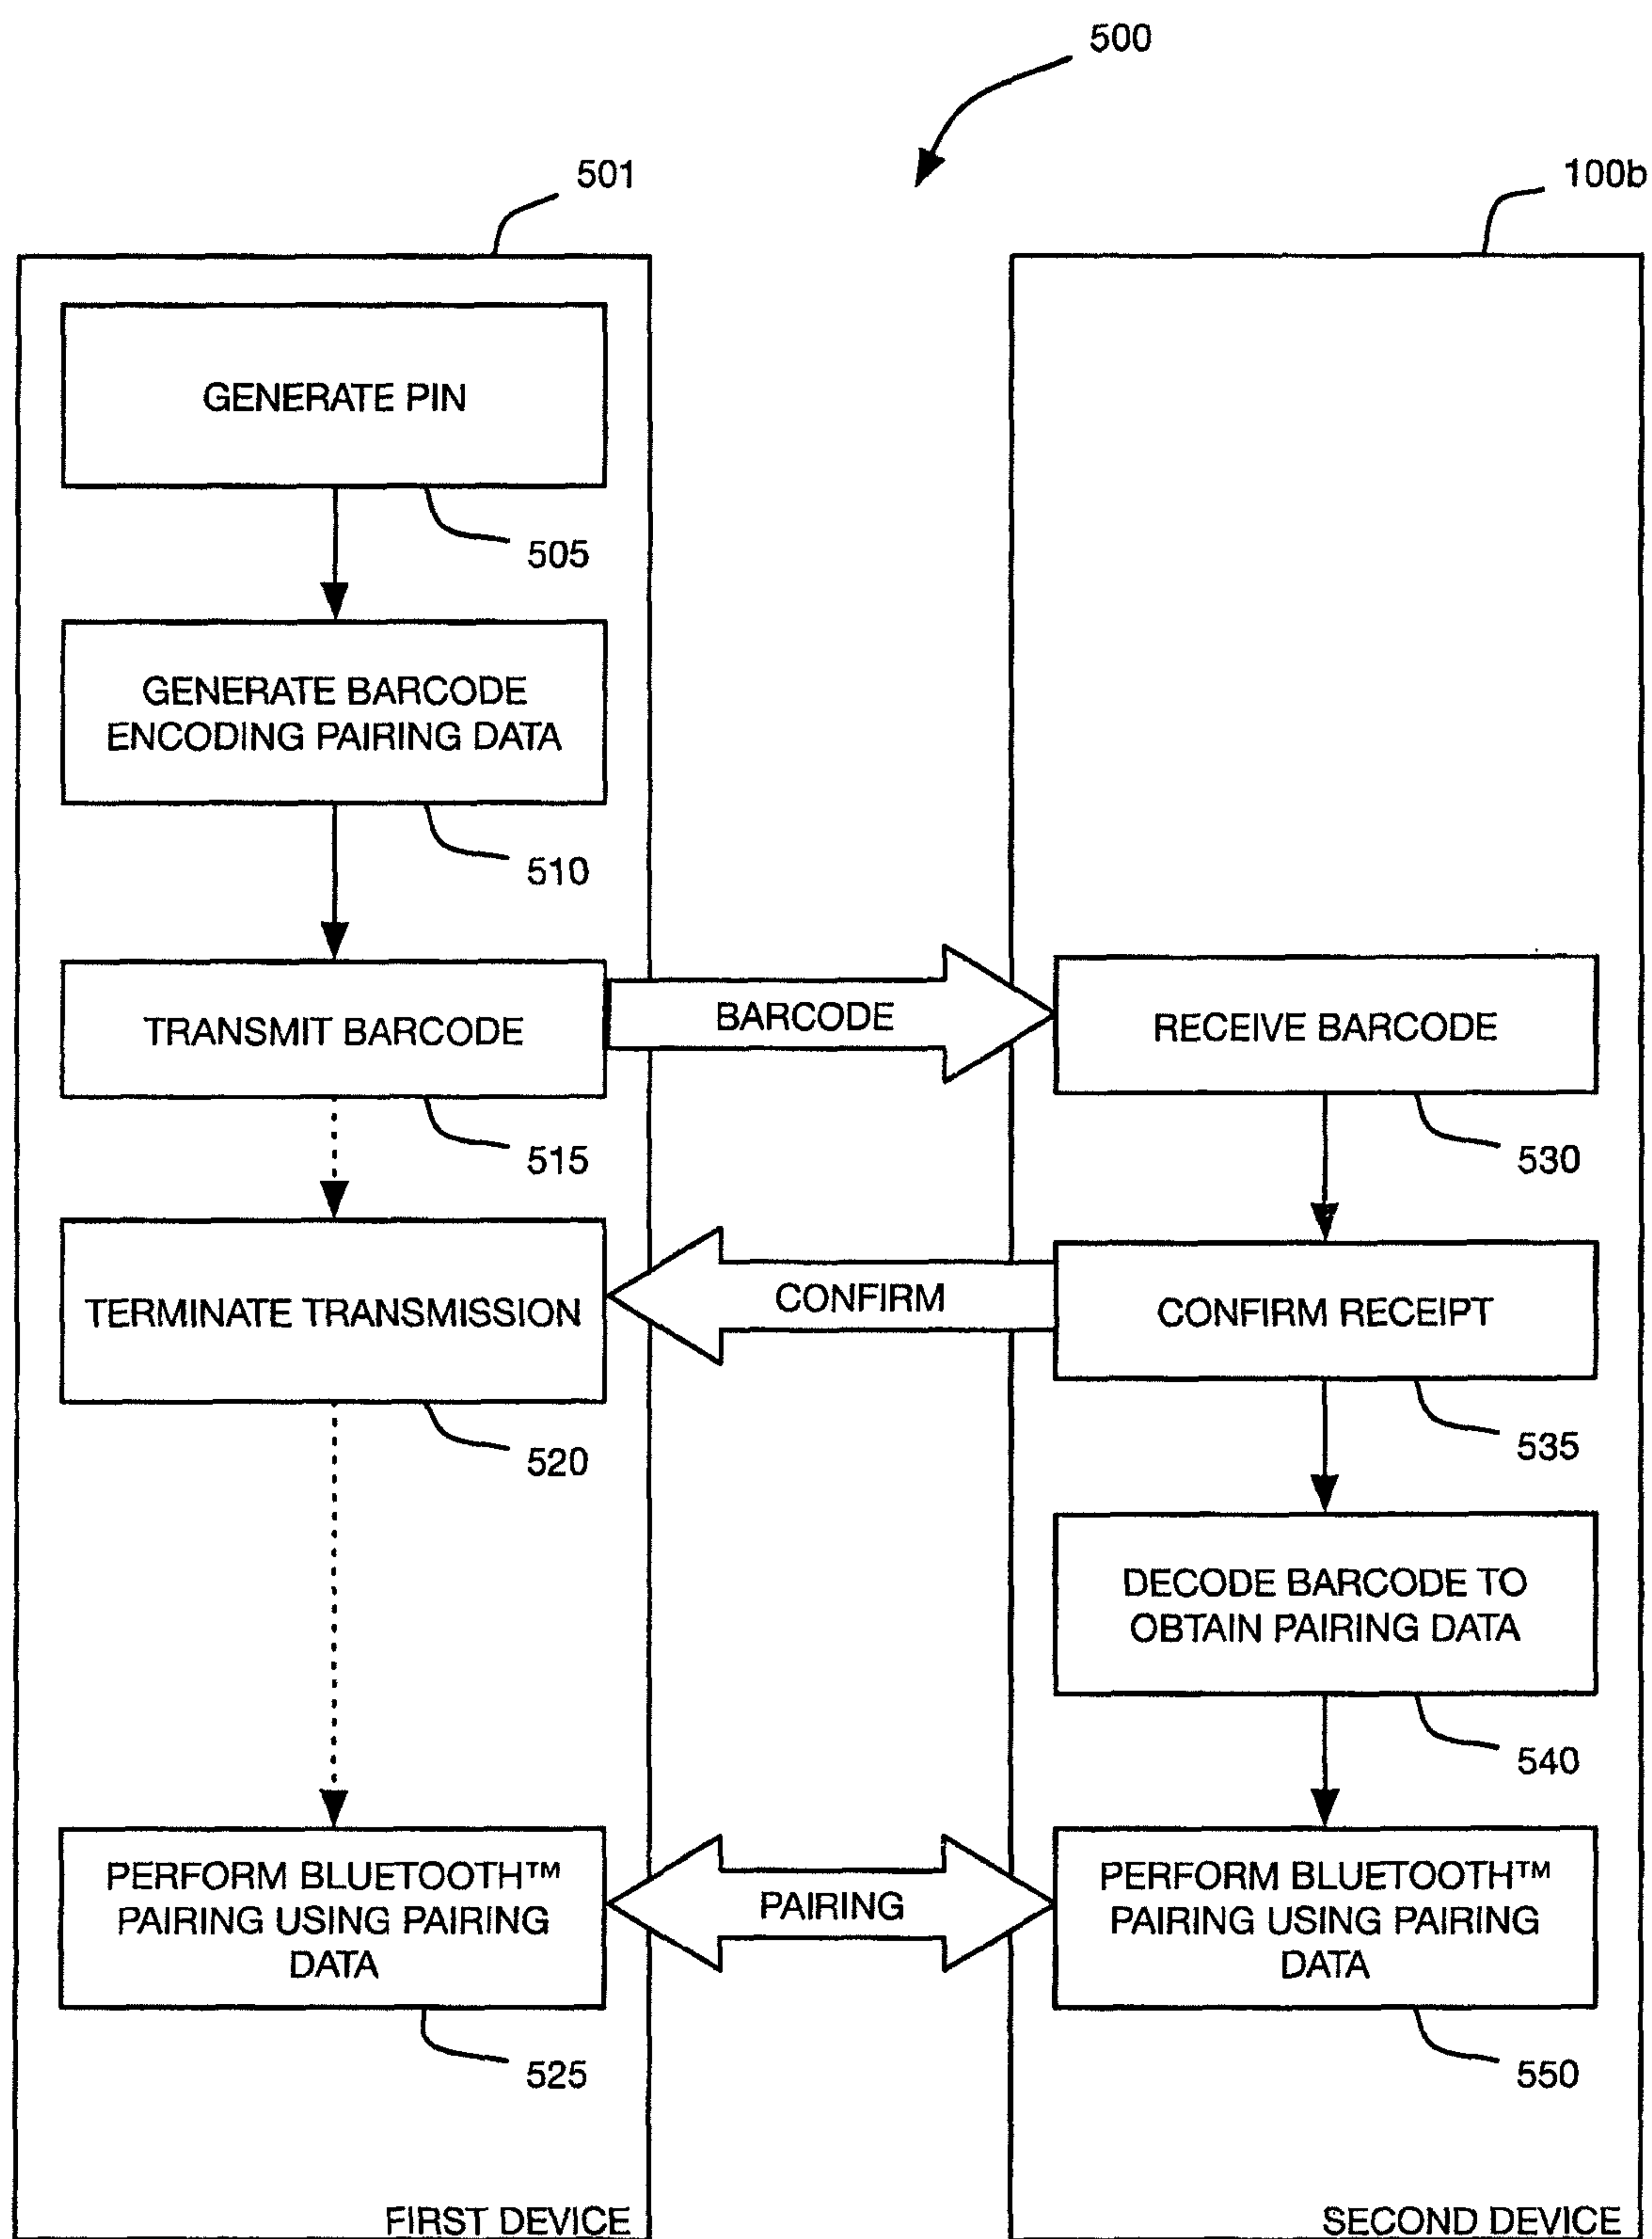 500
501
100b
GENERATE PIN
505
GENERATE BARCODE
ENCODING PAIRING DATA
510
TRANSMIT BARCODE
BARCODE
RECEIVE BARCODE
515
530
TERMINATE TRANSMISSION
CONFIRM
CONFIRM RECEIPT
520
535
DECODE BARCODE TO
OBTAIN PAIRING DATA
540
PERFORM BLUETOOTH™
PAIRING USING PAIRING
DATA
PAIRING
PERFORM BLUETOOTH™
PAIRING USING PAIRING
DATA
525
550
FIRST DEVICE
SECOND DEVICE